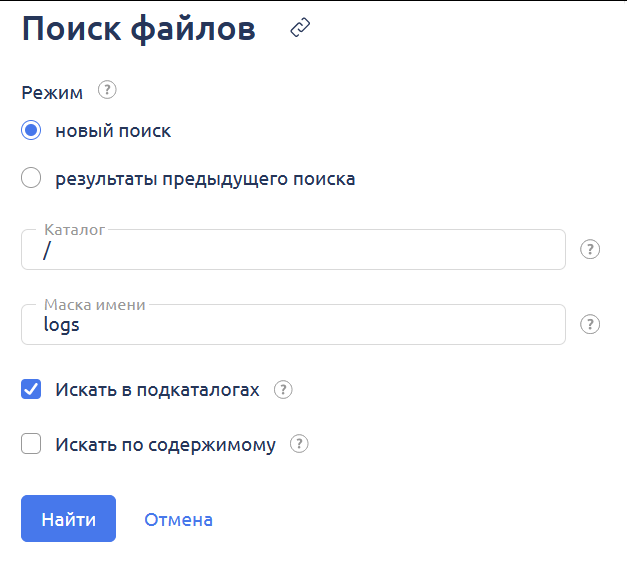 Поиск файлов
Режим ?
новый поиск
результаты предыдущего поиска
Каталог
/ ?
Маска имени
logs ?
Искать в подкаталогах ?
Искать по содержимому ?
Найти Отмена